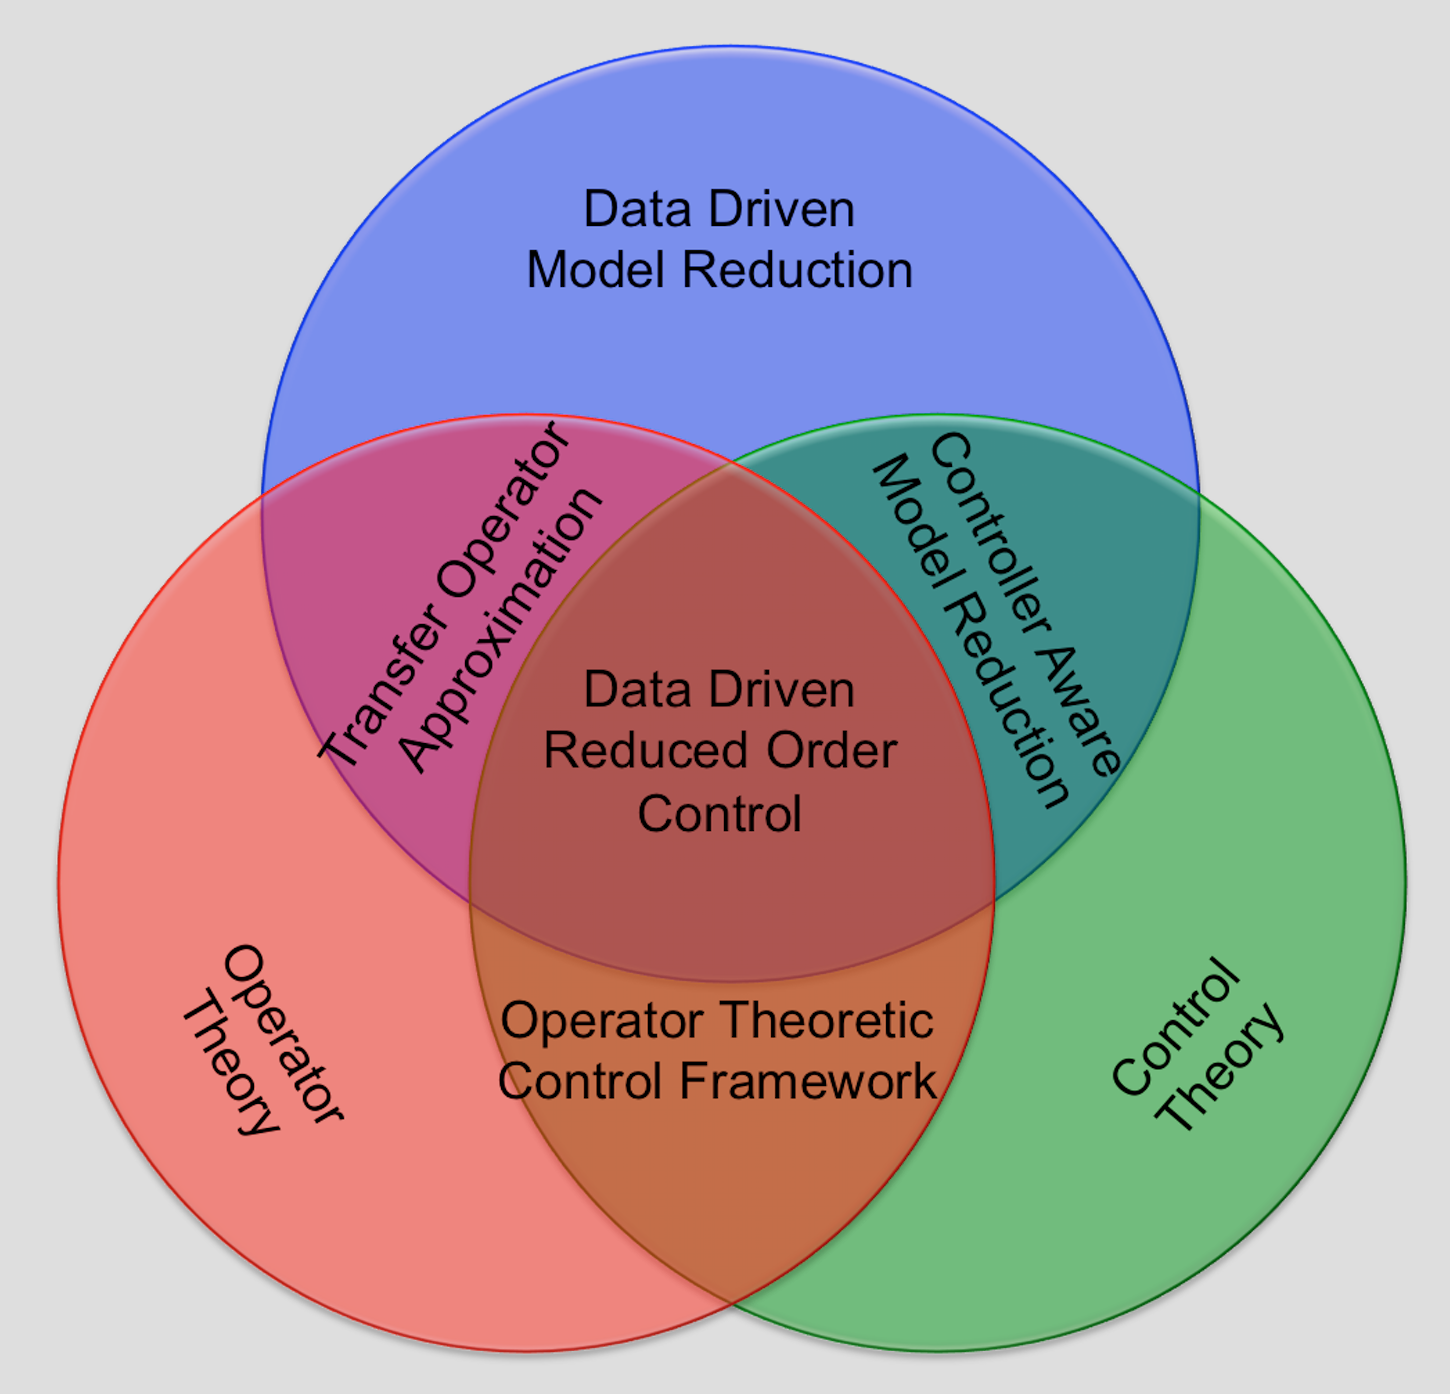 Data Driven
Model Reduction
Transfer Operator
Approximation
Controller Aware
Model Reduction
Data Driven
Reduced Order
Control
Operator
Theory
Operator Theoretic
Control Framework
Control
Theory